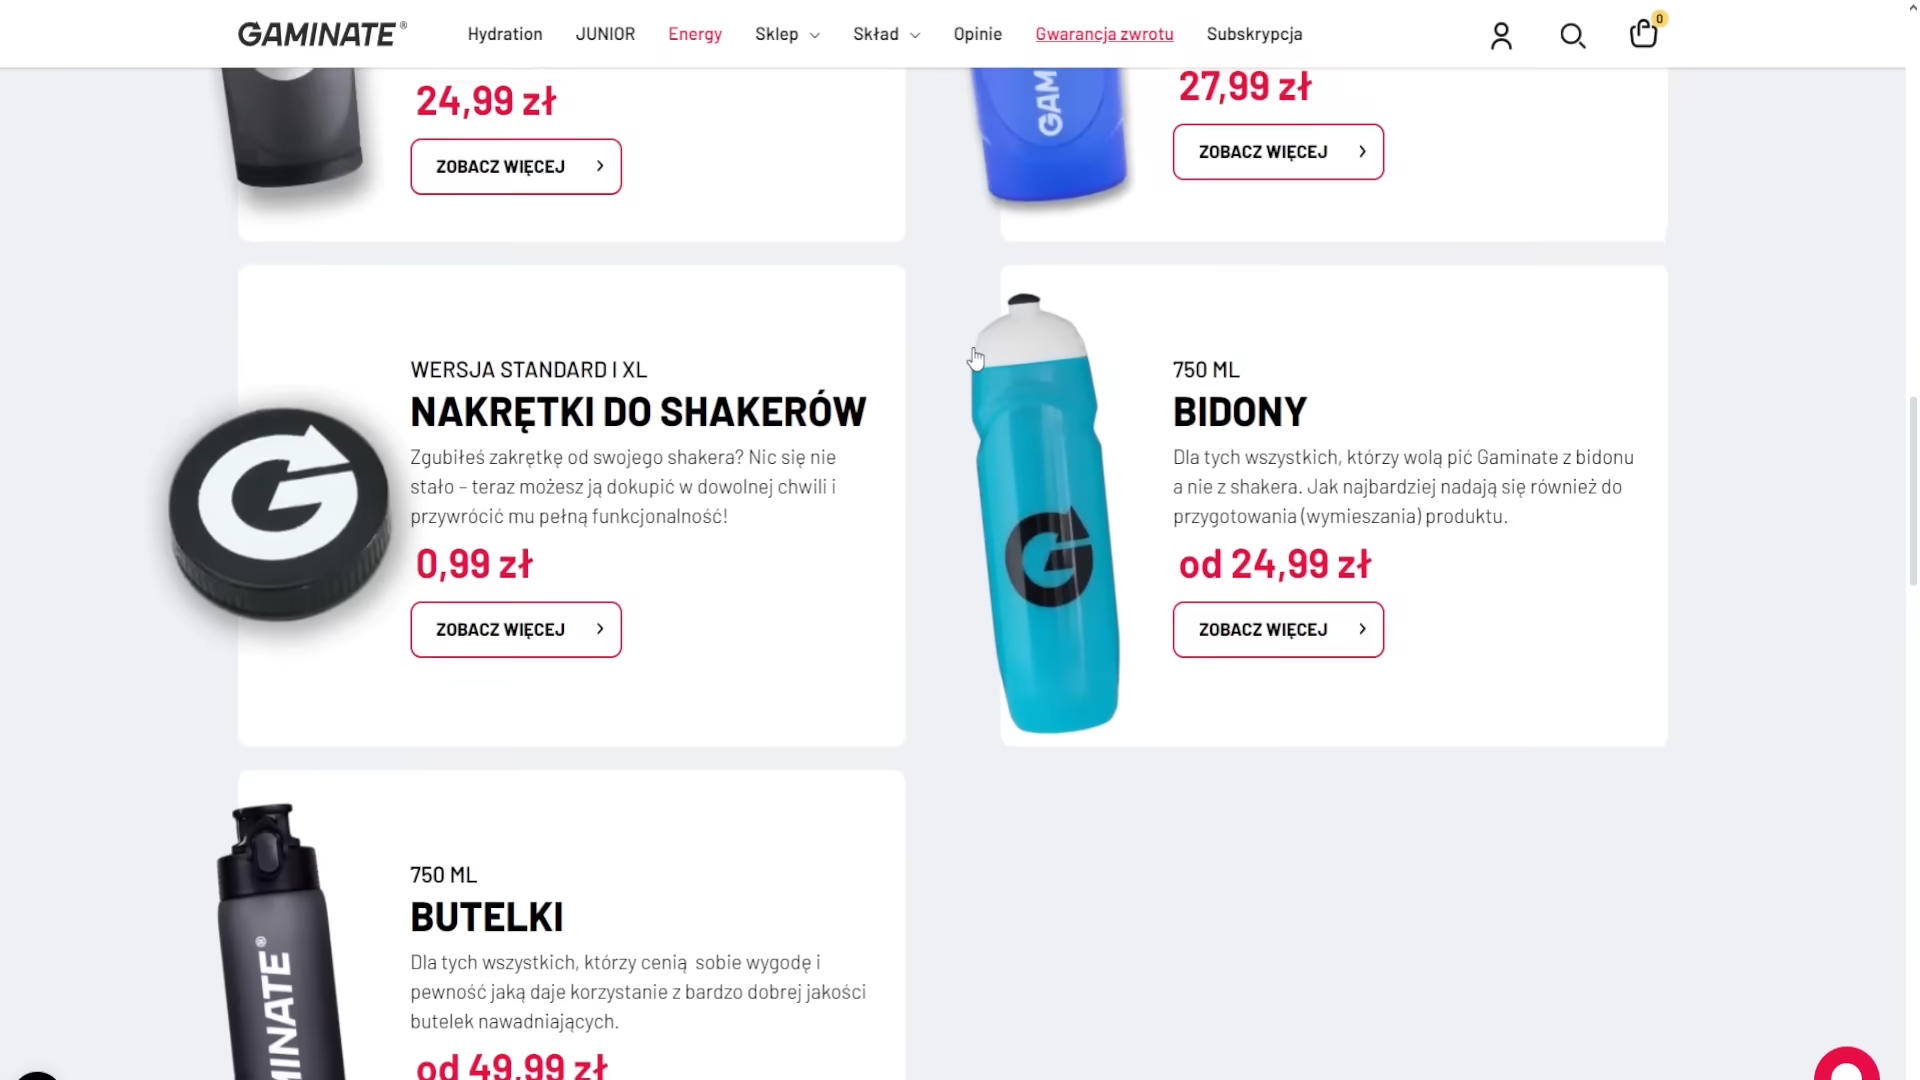 GAMINATE®
Hydration
JUNIOR
Energy
Sklep
Skład
Opinie
Gwarancja zwrotu
Subskrypcja
0
24,99 zł
ZOBACZ WIĘCEJ
GAM
27,99 zł
ZOBACZ WIĘCEJ
WERSJA STANDARD I XL
NAKRĘTKI DO SHAKERÓW
Zgubiłeś zakrętkę od swojego shakera? Nic się nie
stało – teraz możesz ją dokupić w dowolnej chwili i
przywrócić mu pełną funkcjonalność!
0,99 zł
ZOBACZ WIĘCEJ
G
750 ML
BIDONY
Dla tych wszystkich, którzy wolą pić Gaminate z bidonu
a nie z shakera. Jak najbardziej nadają się również do
przygotowania (wymieszania) produktu.
od 24,99 zł
ZOBACZ WIĘCEJ
G
750 ML
BUTELKI
Dla tych wszystkich, którzy cenią sobie wygodę i
pewność jaką daje korzystanie z bardzo dobrej jakości
butelek nawadniających.
od 49,99 zł
MINATE®